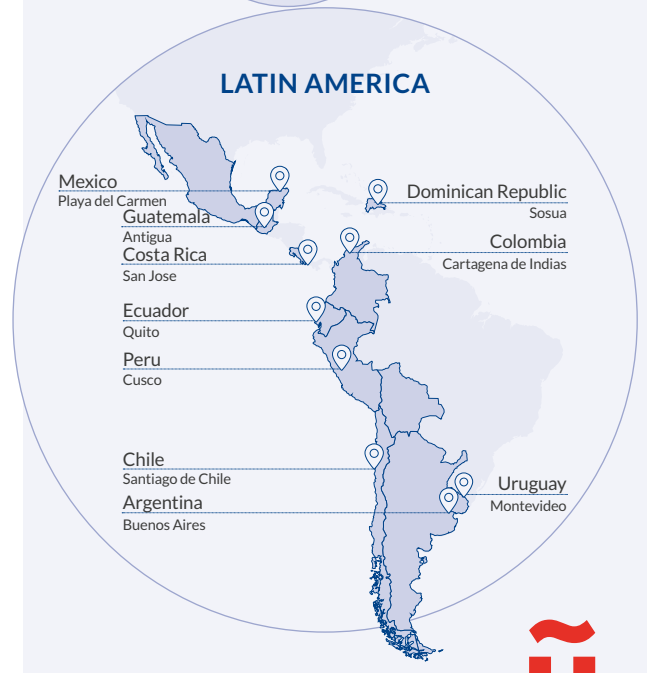 LATIN AMERICA
Mexico
Playa del Carmen
Guatemala
Antigua
Costa Rica
San Jose
Ecuador
Quito
Peru
Cusco
Chile
Santiago de Chile
Argentina
Buenos Aires
Dominican Republic
Sosua
Colombia
Cartagena de Indias
Uruguay
Montevideo